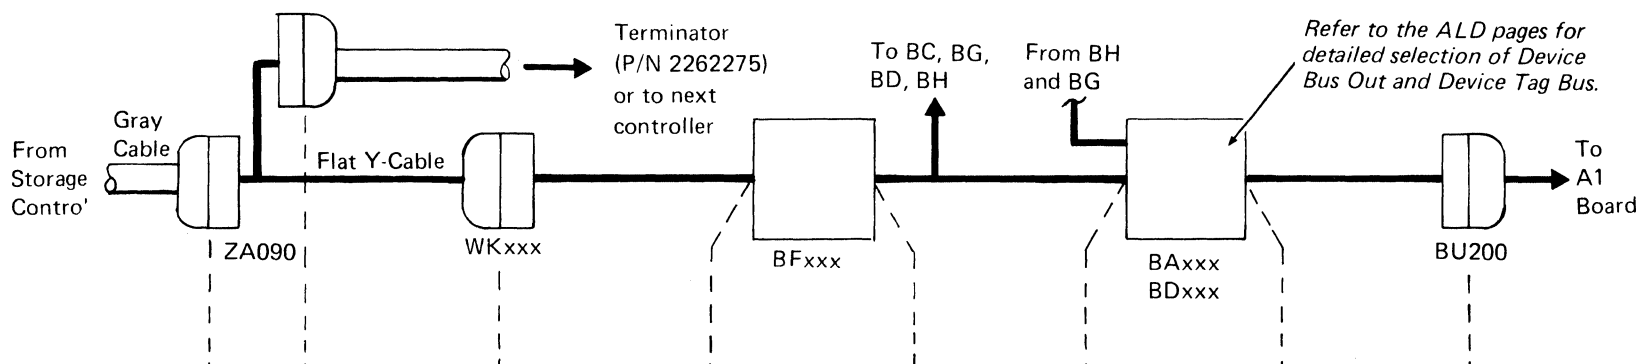 Terminator
(P/N 2262275)
or to next
controller
To BC, BG,
BD, BH
From BH
and BG
Refer to the ALD pages for
detailed selection of Device
Bus Out and Device Tag Bus.
Gray
Cable
From
Storage
Contro'
Flat Y-Cable
To
A1
Board
ZA090
WKxxx
BFxxx
BAxxx
BDxxx
BU200